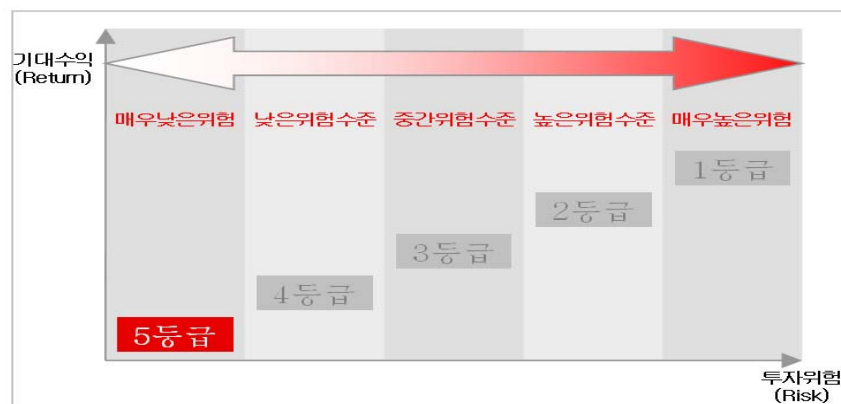 기대수익
(Return)
매우낮은위험 낮은위험수준 중간위험수준 높은위험수준 매우높은위험
1등급
2등급
3등급
4등급
5등급
투자위험
(Risk)